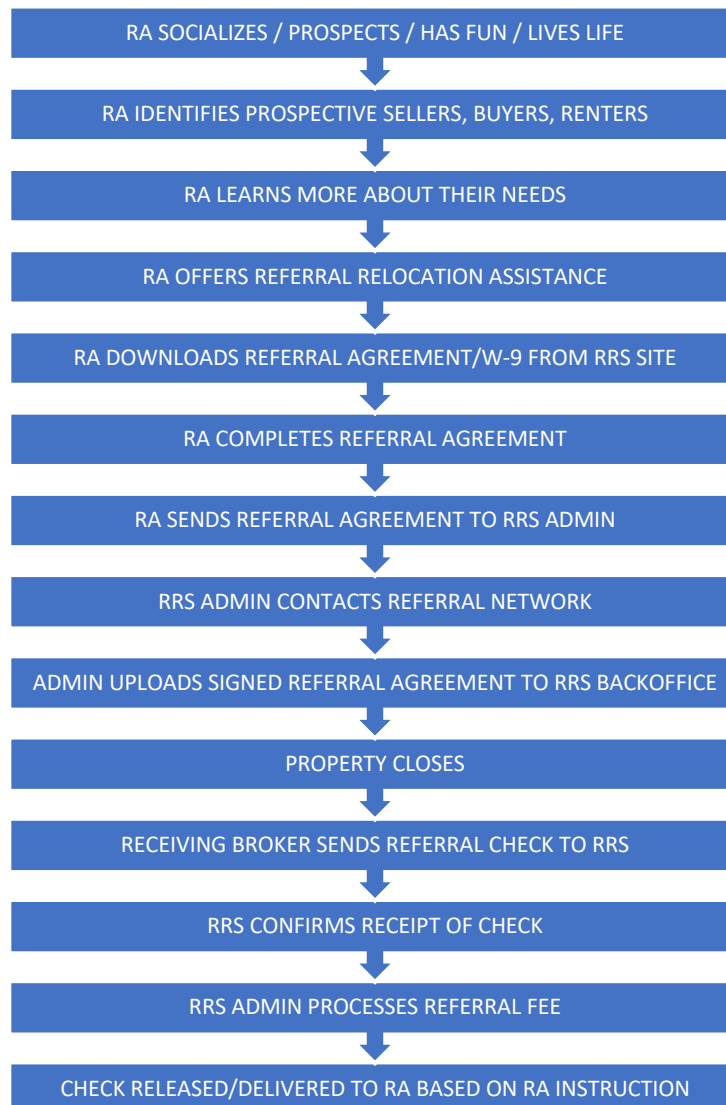 RA SOCIALIZES / PROSPECTS / HAS FUN / LIVES LIFE
RA IDENTIFIES PROSPECTIVE SELLERS, BUYERS, RENTERS
RA LEARNS MORE ABOUT THEIR NEEDS
RA OFFERS REFERRAL RELOCATION ASSISTANCE
RA DOWNLOADS REFERRAL AGREEMENT/W-9 FROM RRS SITE
RA COMPLETES REFERRAL AGREEMENT
RA SENDS REFERRAL AGREEMENT TO RRS ADMIN
RRS ADMIN CONTACTS REFERRAL NETWORK
ADMIN UPLOADS SIGNED REFERRAL AGREEMENT TO RRS BACKOFFICE
PROPERTY CLOSES
RECEIVING BROKER SENDS REFERRAL CHECK TO RRS
RRS CONFIRMS RECEIPT OF CHECK
RRS ADMIN PROCESSES REFERRAL FEE
CHECK RELEASED/DELIVERED TO RA BASED ON RA INSTRUCTION